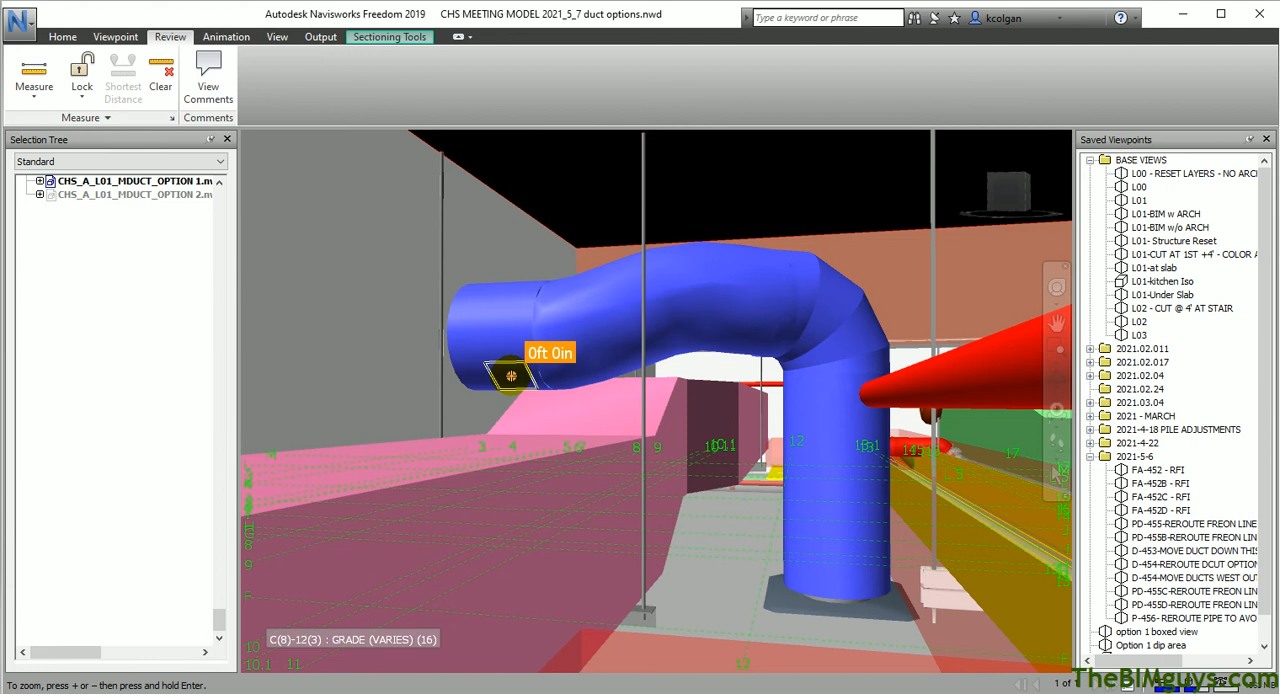 Autodesk Navisworks Freedom 2019 CHS MEETING MODEL 2021_5_7 duct options.nwd
Type a keyword or phrase
kcolgan
Home Viewpoint Review Animation View Output Sectioning Tools
Measure Lock Shortest Distance Clear View Comments
Measure Comments
Selection Tree
Standard
CHS_A_L01_MDUCT_OPTION 1.n
CHS_A_L01_MDUCT_OPTION 2.n
0ft 0in
C(8)-12(3) : GRADE (VARIES) (16)
Saved Viewpoints
BASE VIEWS
L00 - RESET LAYERS - NO ARC
L00
L01
L01-BIM w ARCH
L01-BIM w/o ARCH
L01- Structure Reset
L01-CUT AT 1ST +4' - COLOR A
L01-at slab
L01-kitchen Iso
L01-Under Slab
L02 - CUT @ 4' AT STAIR
L02
L03
2021.02.011
2021.02.017
2021.02.04
2021.02.24
2021.03.04
2021 - MARCH
2021-4-18 PILE ADJUSTMENTS
2021-4-22
2021-5-6
FA-452 - RFI
FA-452B - RFI
FA-452C - RFI
FA-452D - RFI
PD-455-REROUTE FREON LINE
PD-455B-REROUTE FREON LIN
D-453-MOVE DUCT DOWN THIS
D-454-REROUTE DCUT OPTION
D-454-MOVE DUCTS WEST OUT
PD-455C-REROUTE FREON LIN
PD-455D-REROUTE FREON LIN
P-456 - REROUTE PIPE TO AVO
option 1 boxed view
Option 1 dip area
To zoom, press + or – then press and hold Enter.
1 of 1
TheBIMguys.com